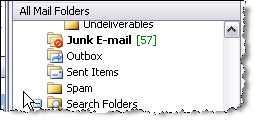 All Mail Folders
Undeliverables
Junk E-mail [57]
Outbox
Sent Items
Spam
Search Folders